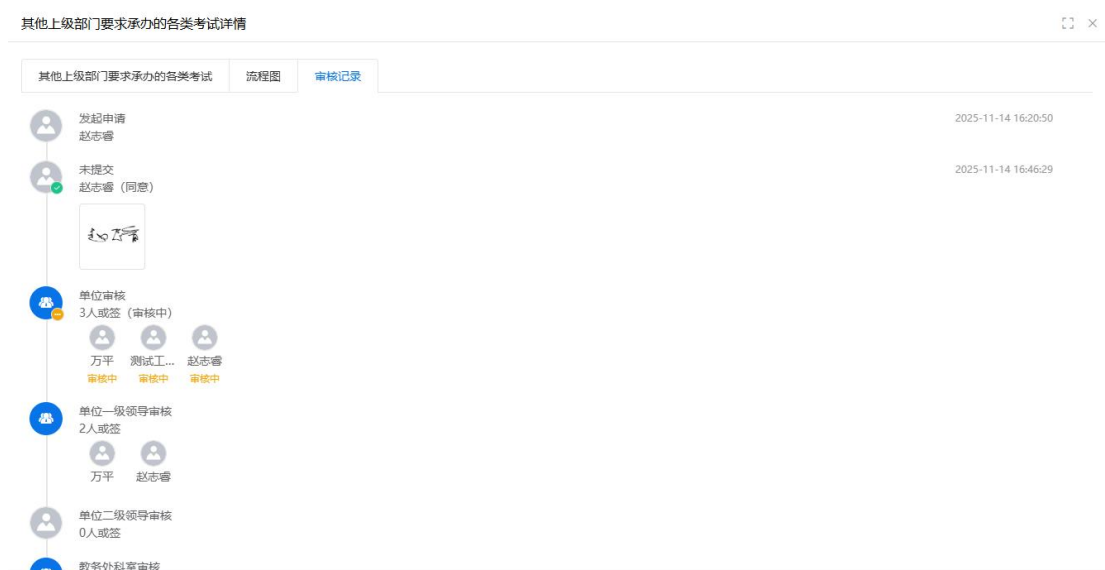 其他上级部门要求承办的各类考试详情
其他上级部门要求承办的各类考试 流程图 审核记录
发起申请 2025-11-14 16:20:50
赵志睿
未提交 2025-11-14 16:46:29
赵志睿（同意）
单位审核
3人或签（审核中）
万平 测试工... 赵志睿
审核中 审核中 审核中
单位一级领导审核
2人或签
万平 赵志睿
单位二级领导审核
0人或签
教务处科室审核